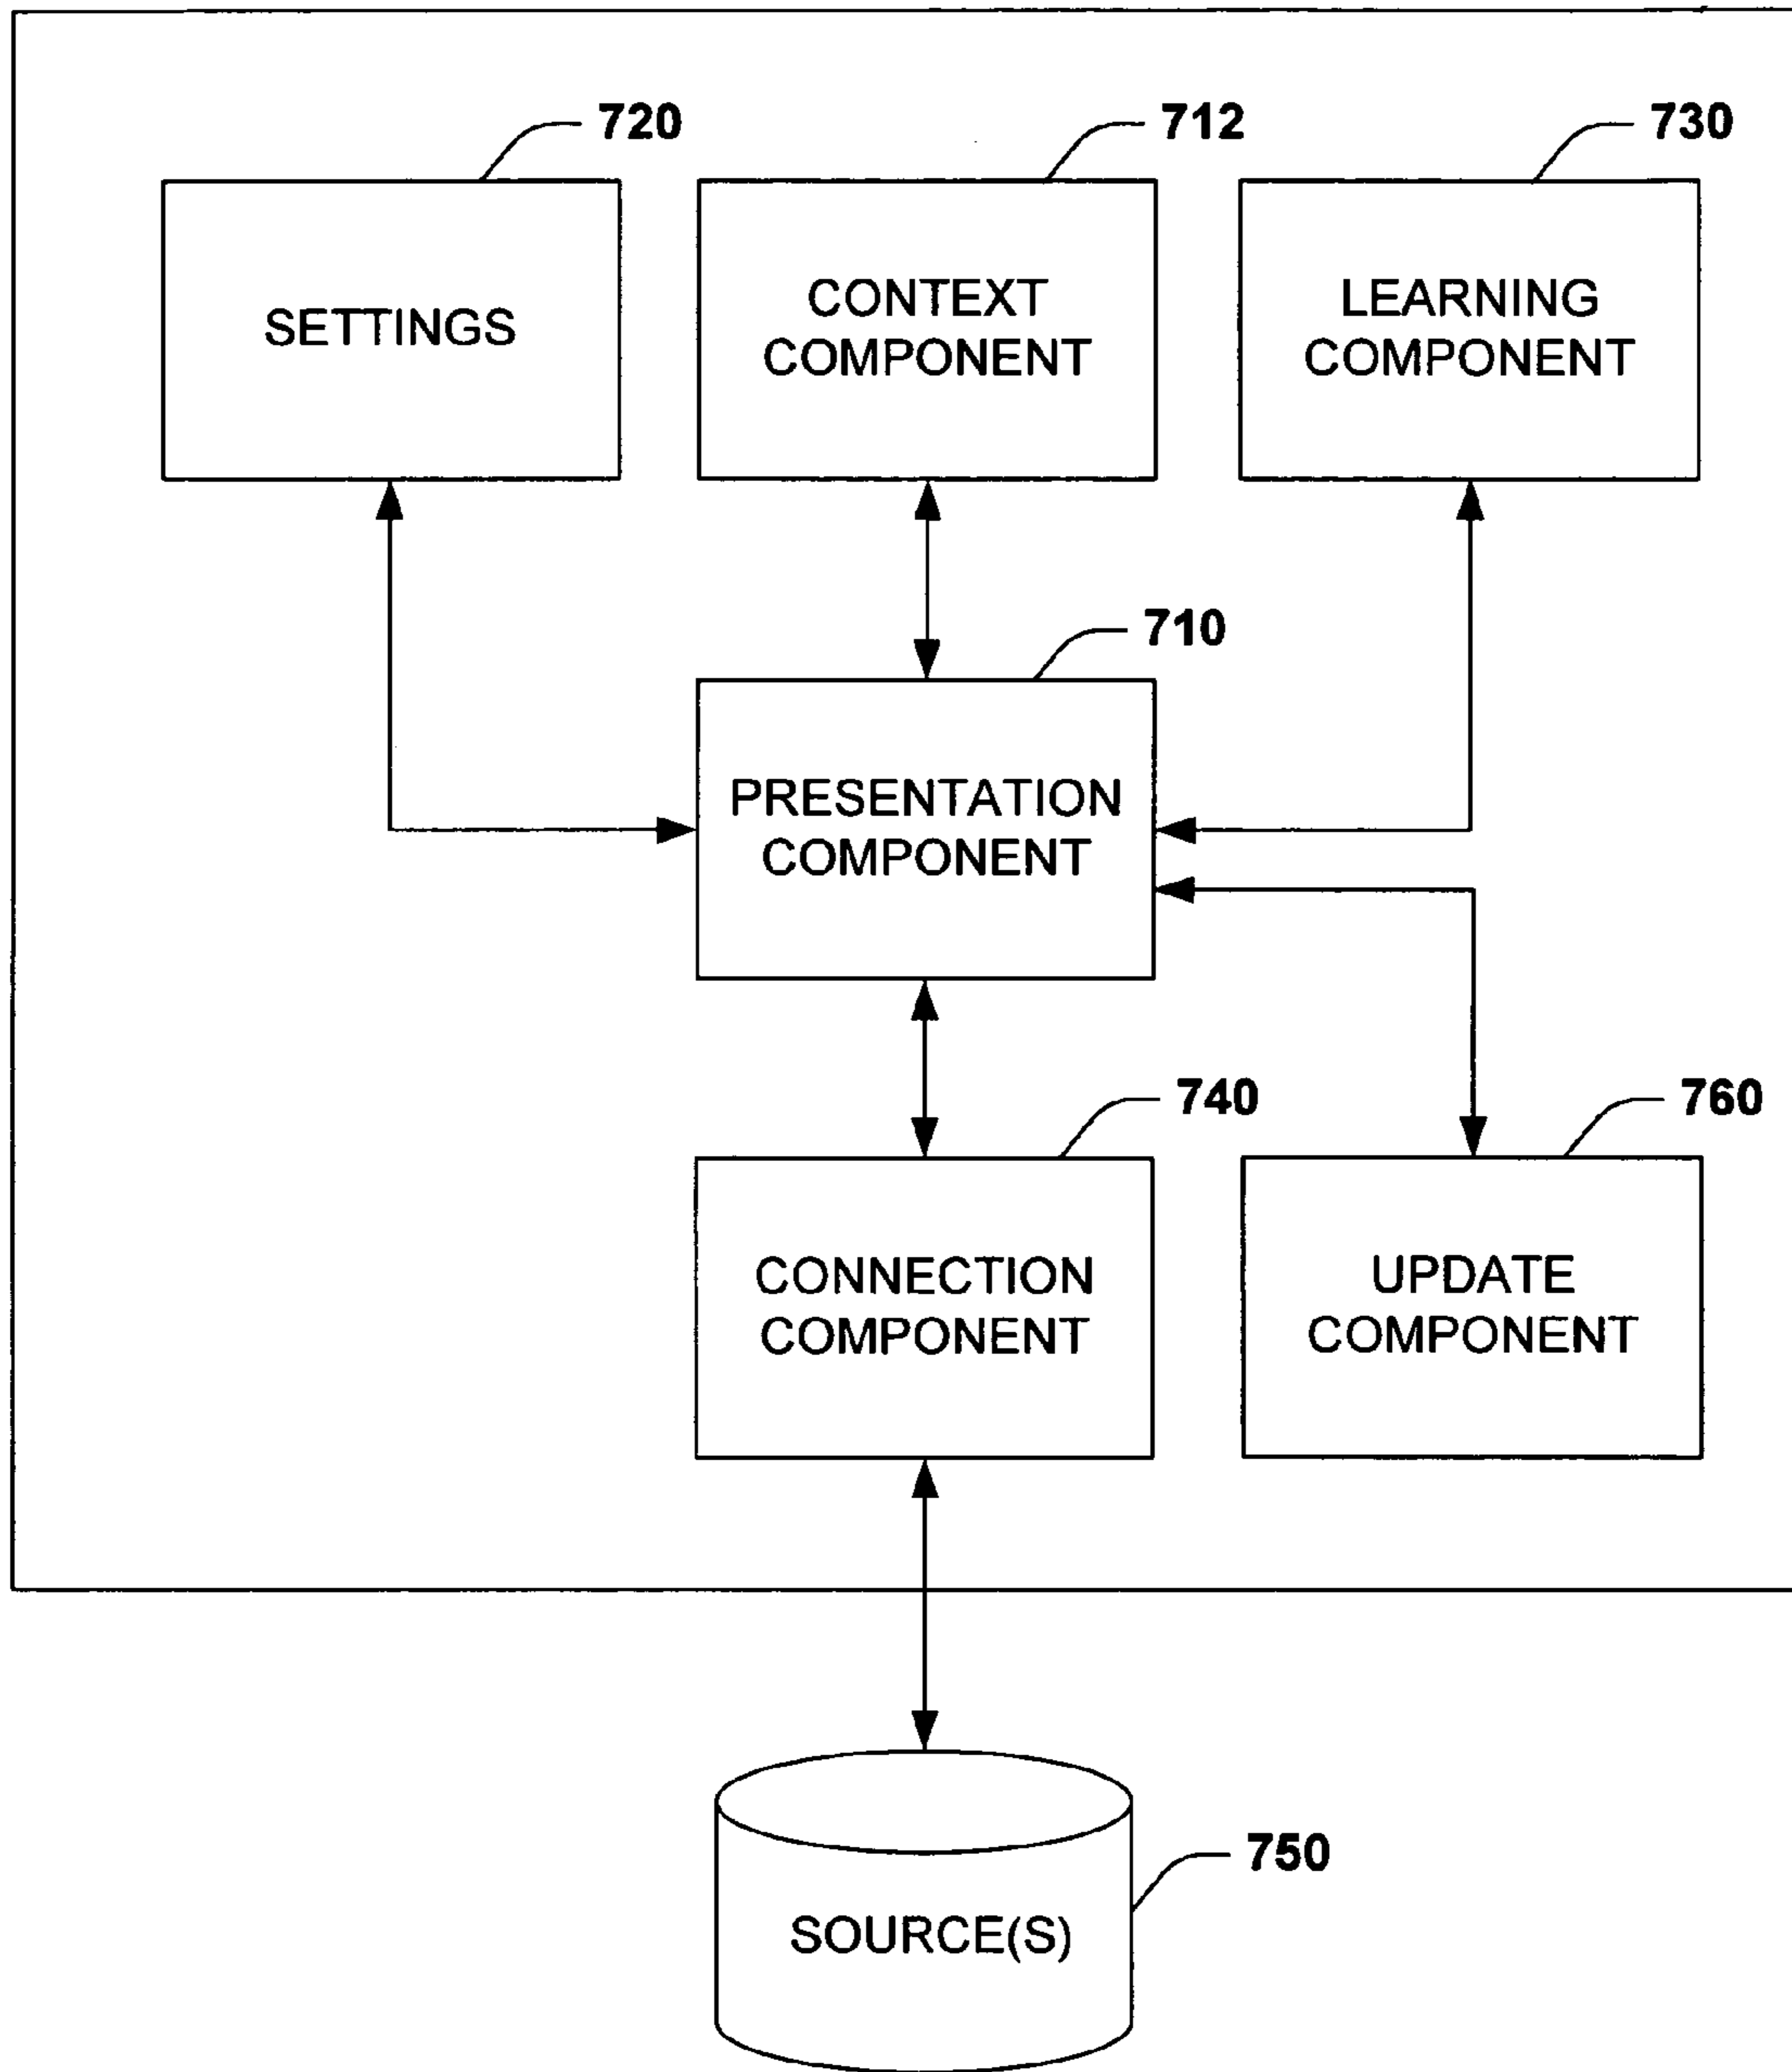 720
712
730
SETTINGS
CONTEXT
COMPONENT
LEARNING
COMPONENT
710
PRESENTATION
COMPONENT
740
760
CONNECTION
COMPONENT
UPDATE
COMPONENT
750
SOURCE(S)